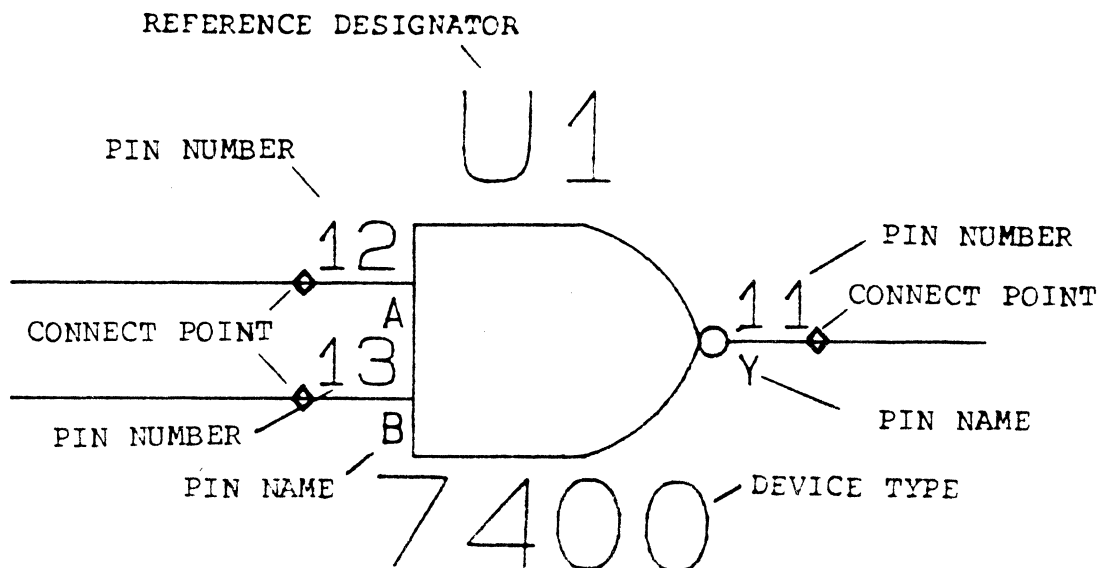 REFERENCE DESIGNATOR
U1
PIN NUMBER
12
PIN NUMBER
11
CONNECT POINT
A
CONNECT POINT
13
Y
PIN NUMBER
B
PIN NAME
PIN NAME
7400
DEVICE TYPE